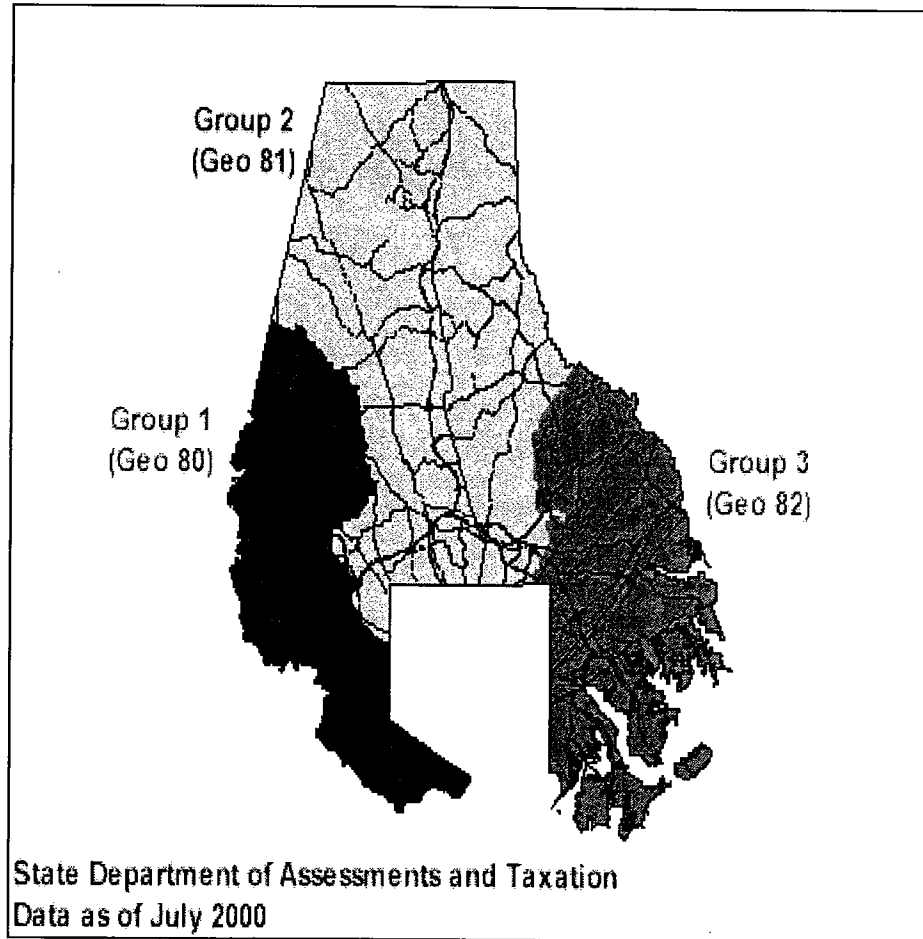 Group 2
(Geo 81)
Group 1
(Geo 80)
Group 3
(Geo 82)
State Department of Assessments and Taxation
Data as of July 2000